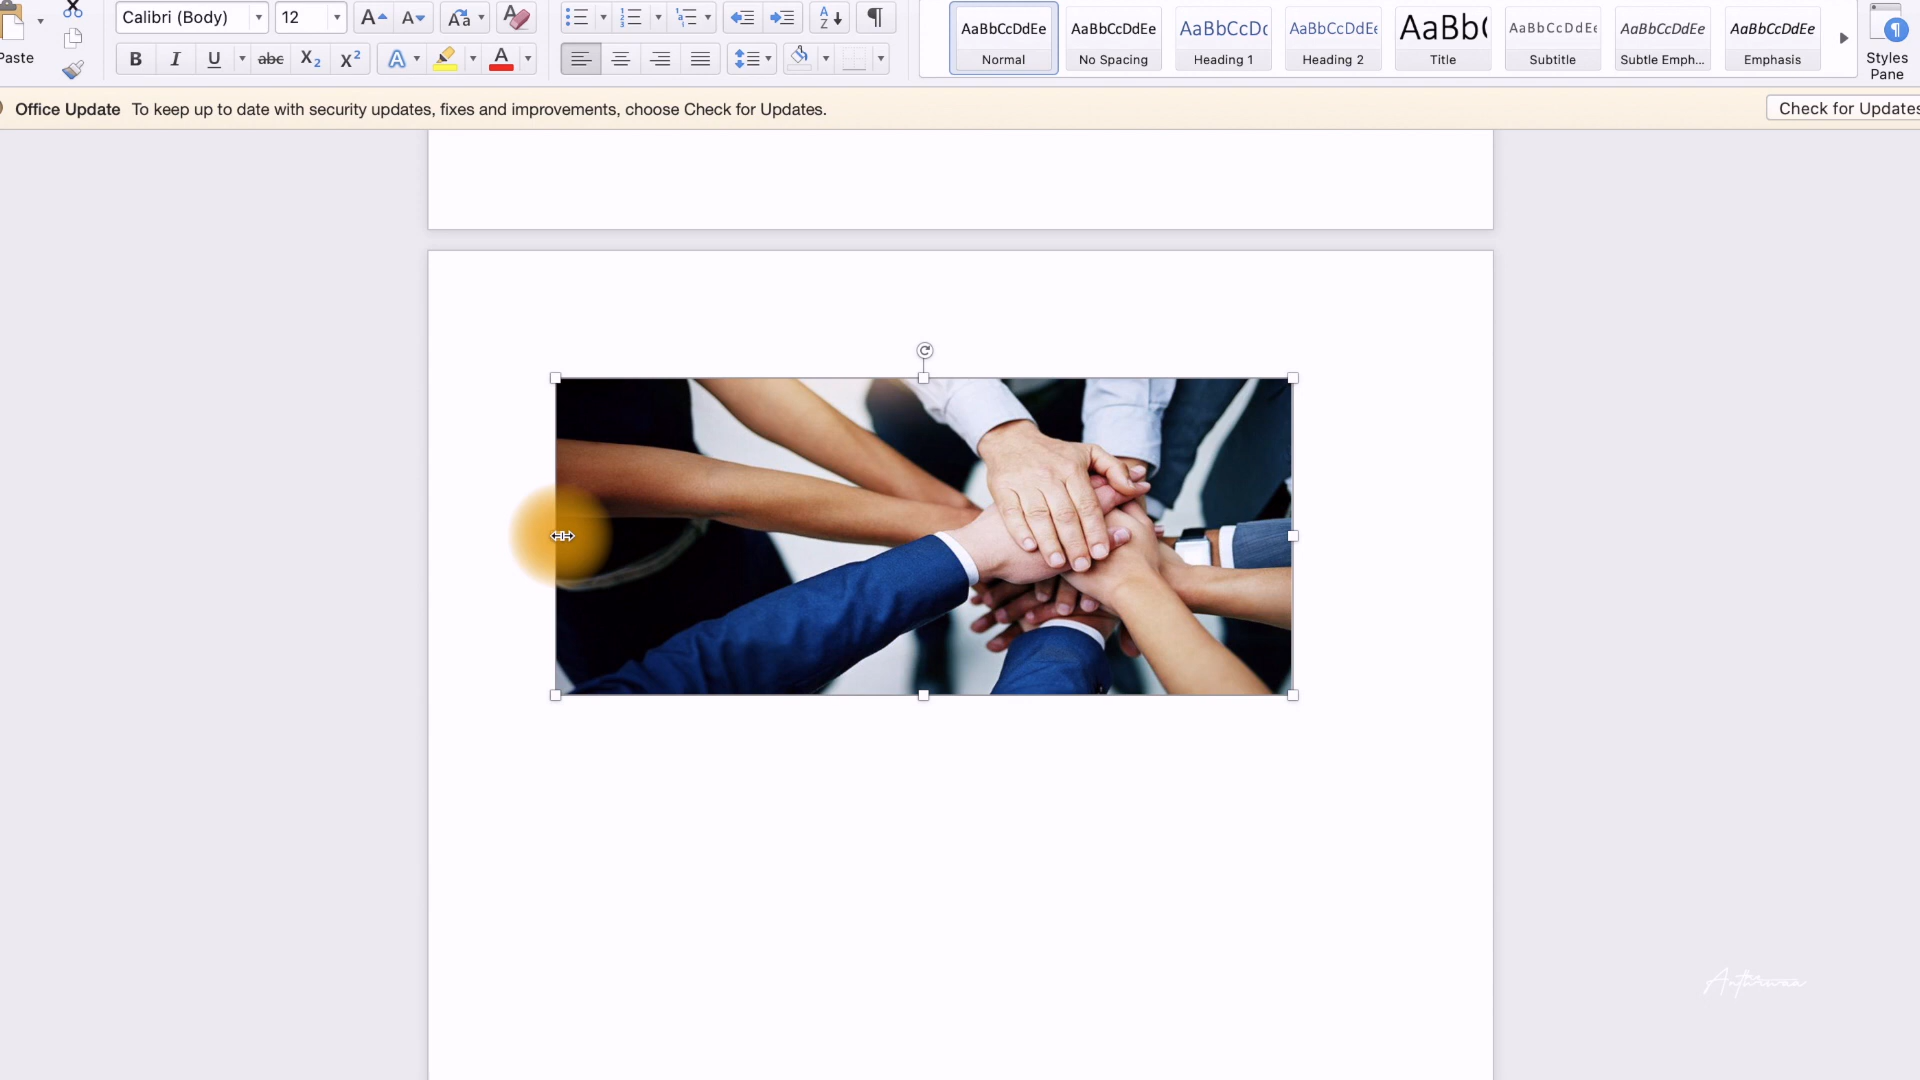 Calibri (Body)
12
Paste
B I U abc X2 X2
AaBbCcDdEe
Normal
AaBbCcDdEe
No Spacing
AaBbCcDc
Heading 1
AaBbCcDdEe
Heading 2
AaBb(
Title
AaBbCcDdEe
Subtitle
AaBbCcDdEe
Subtle Emph...
AaBbCcDdEe
Emphasis
Styles
Pane
Office Update To keep up to date with security updates, fixes and improvements, choose Check for Updates.
Check for Updates